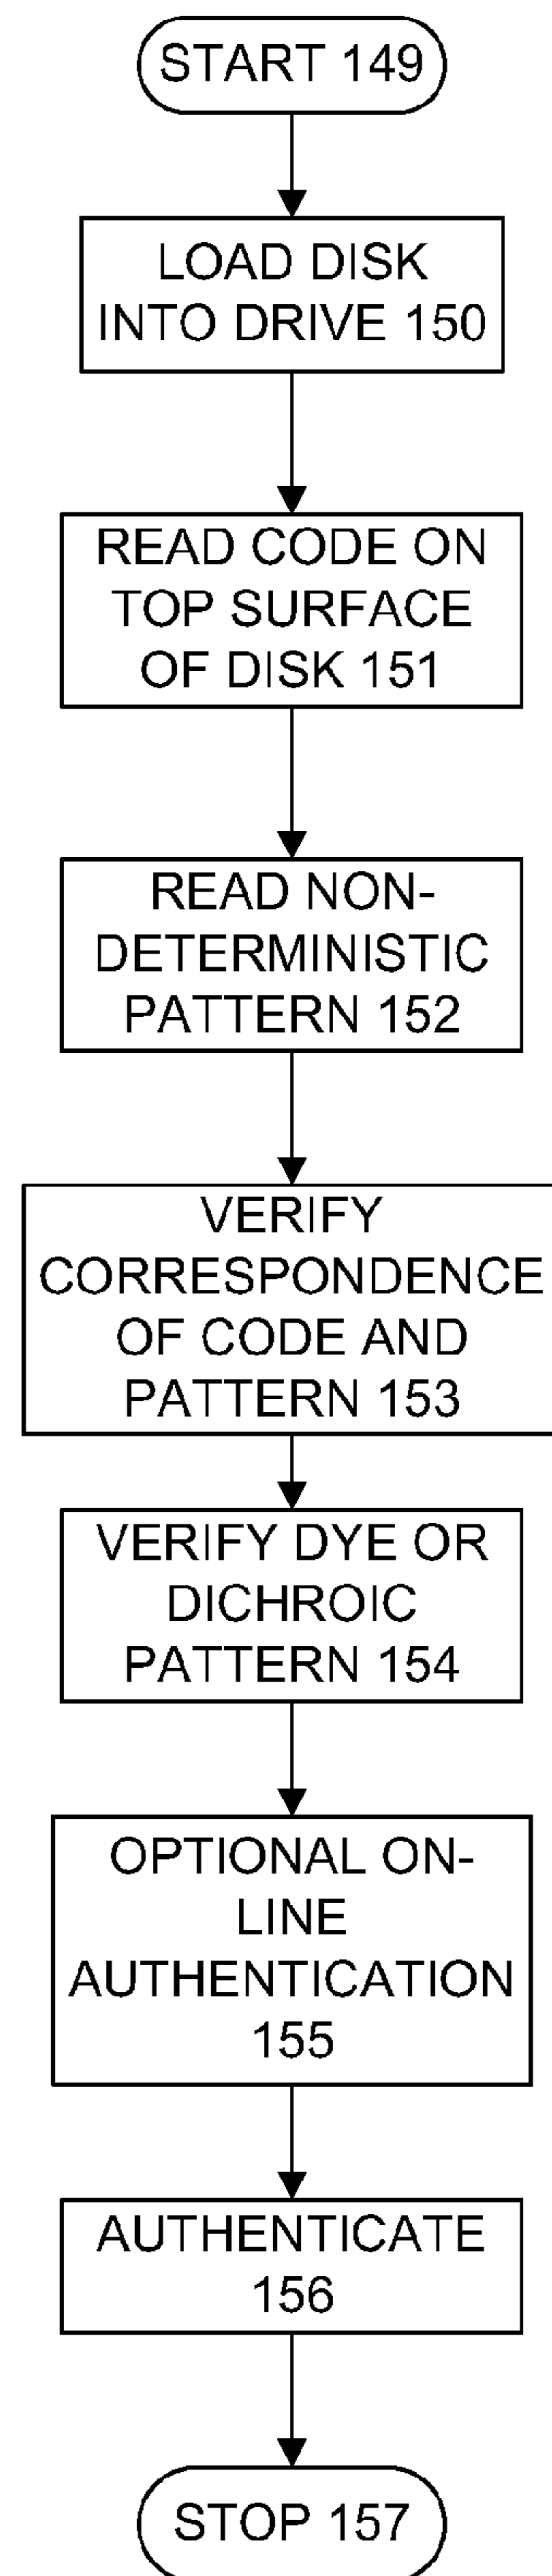 START 149
LOAD DISK
INTO DRIVE 150
READ CODE ON
TOP SURFACE
OF DISK 151
READ NON-
DETERMINISTIC
PATTERN 152
VERIFY
CORRESPONDENCE
OF CODE AND
PATTERN 153
VERIFY DYE OR
DICHROIC
PATTERN 154
OPTIONAL ON-
LINE
AUTHENTICATION
155
AUTHENTICATE
156
STOP 157